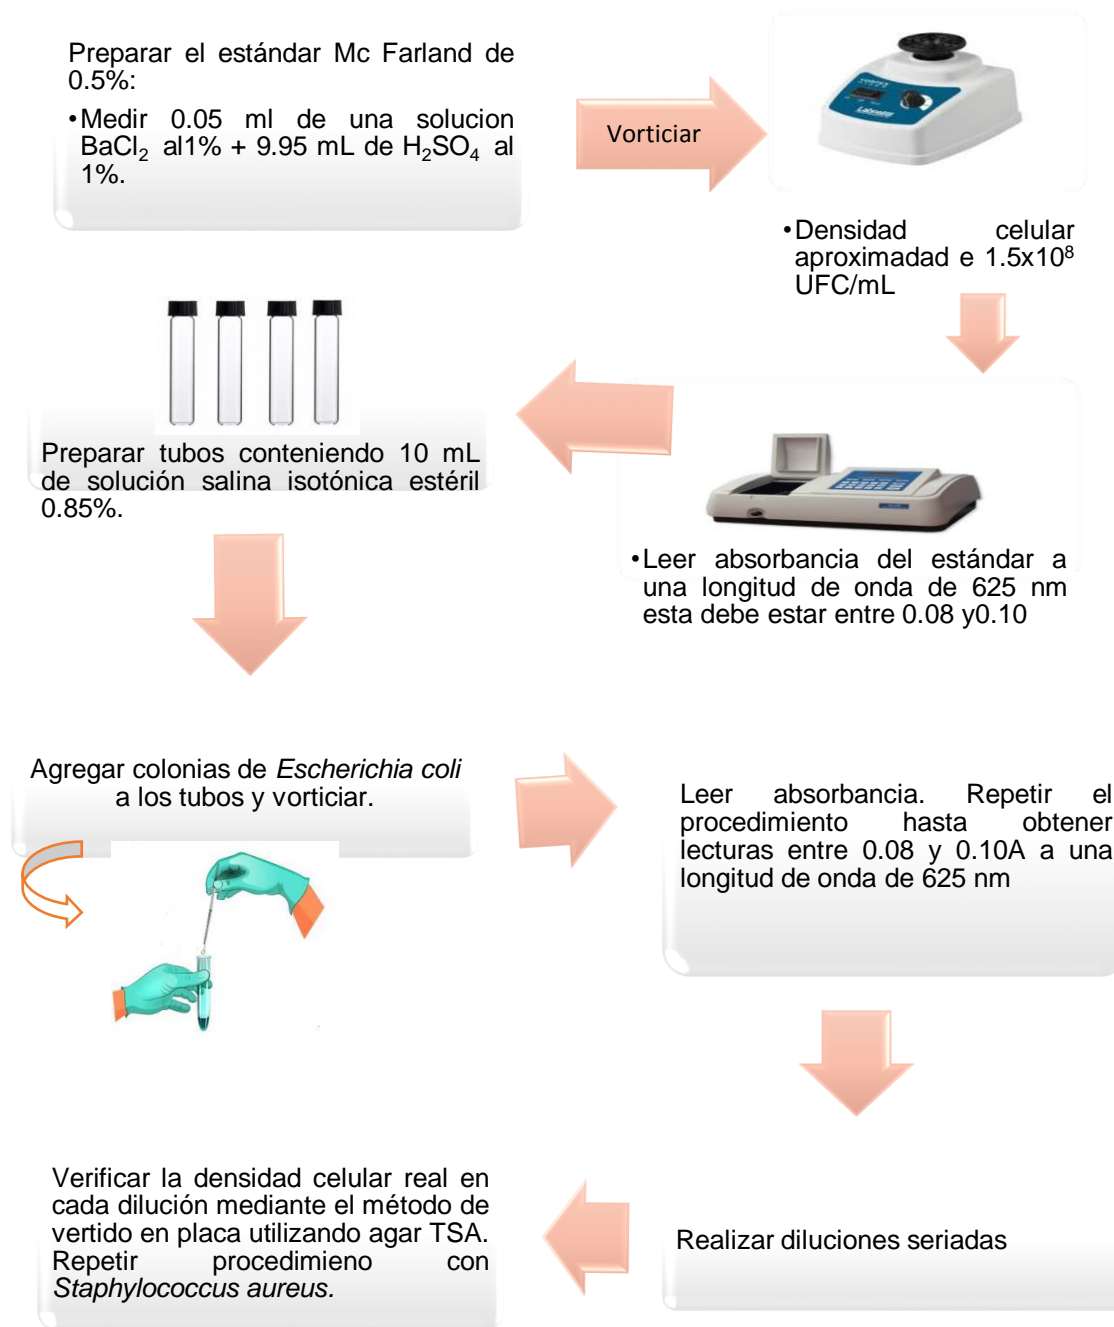 Preparar el estándar Mc Farland de
0.5%:
•Medir 0.05 ml de una solucion
BaCl₂ al1% + 9.95 mL de H₂SO₄ al
1%.
Vorticiar
•Densidad celular
aproximadad e 1.5x10⁸
UFC/mL
•Leer absorbancia del estándar a
una longitud de onda de 625 nm
esta debe estar entre 0.08 y0.10
Preparar tubos conteniendo 10 mL
de solución salina isotónica estéril
0.85%.
Agregar colonias de Escherichia coli
a los tubos y vorticiar.
Leer absorbancia. Repetir el
procedimiento hasta obtener
lecturas entre 0.08 y 0.10A a una
longitud de onda de 625 nm
Realizar diluciones seriadas
Verificar la densidad celular real en
cada dilución mediante el método de
vertido en placa utilizando agar TSA.
Repetir procedimieno con
Staphylococcus aureus.